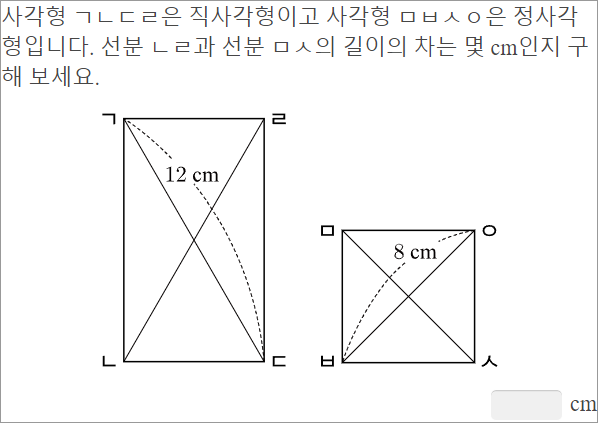 사각형 ㄱㄴㄷㄹ은 직사각형이고 사각형 ㅁㅂㅅㅇ은 정사각
형입니다. 선분 ㄴㄹ과 선분 ㅁㅅ의 길이의 차는 몇 cm인지 구
해 보세요.
ㄱ ㄹ
12 cm
ㅁ ㅇ
8 cm
ㄴ ㄷ ㅂ ㅅ
cm